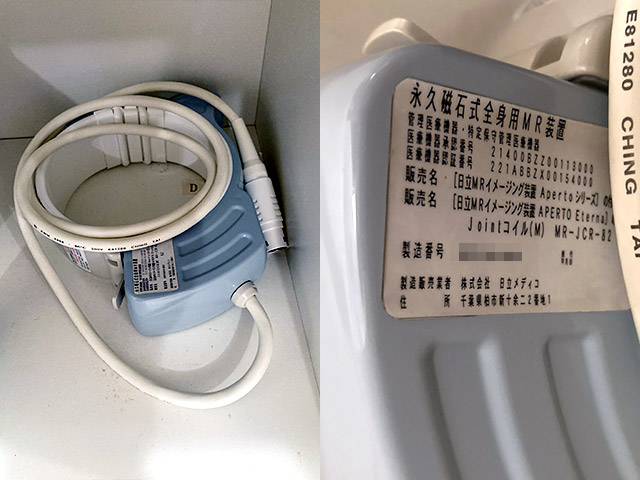 D
永久磁石式全身用MR装置
管理医療機器・特定保守管理医療機器
医療機器承認番号 21400BZZ00113000
医療機器認証番号 221ABBZX00154000
販売名 [日立MRイメージング装置 Apertoシリーズ]
販売名 [日立MRイメージング装置 APERTO Eterna]
Jointコイル(M) MR-JCR-82
製造番号
製造販売業者 株式会社 日立メディコ
住 所 千葉県柏市新十余二2番地1
E81280 CHING TAI